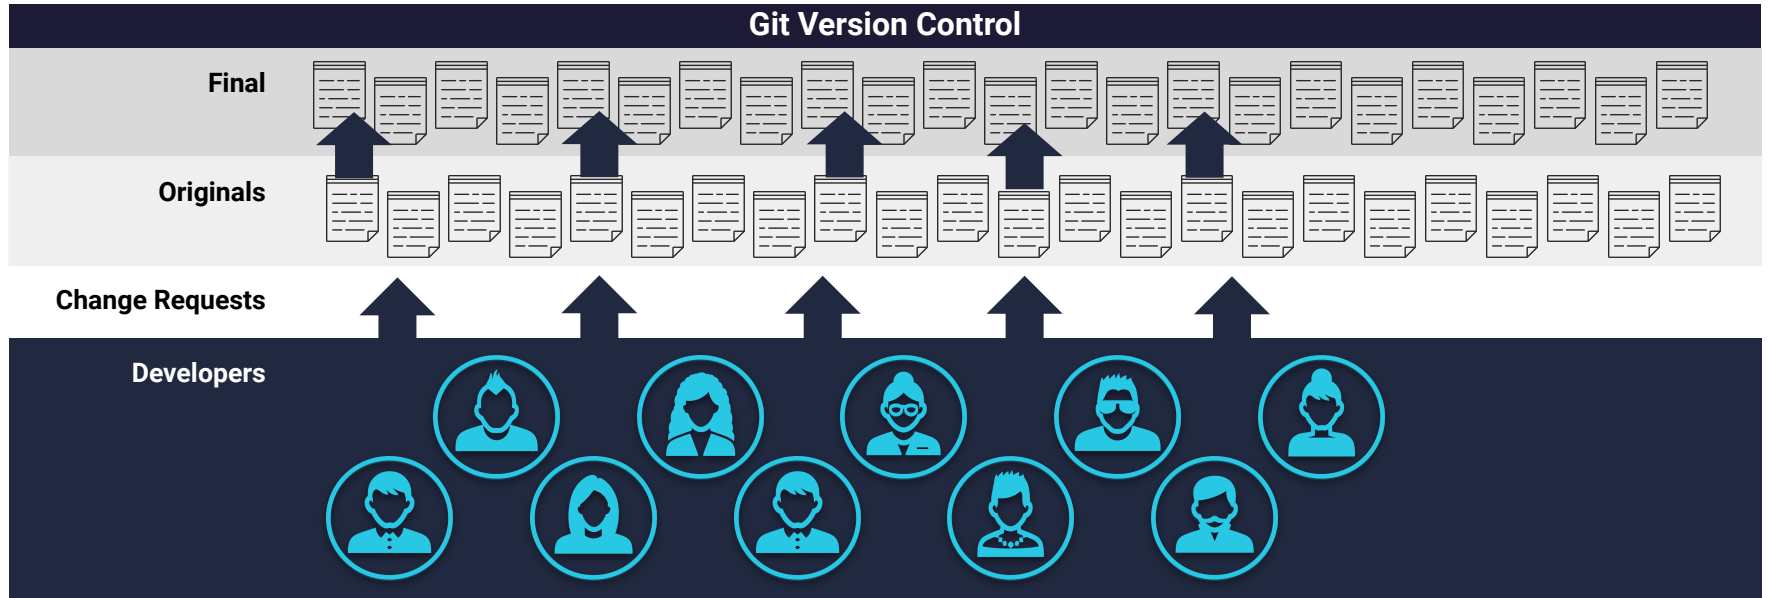 Git Version Control
Final
Originals
Change Requests
Developers